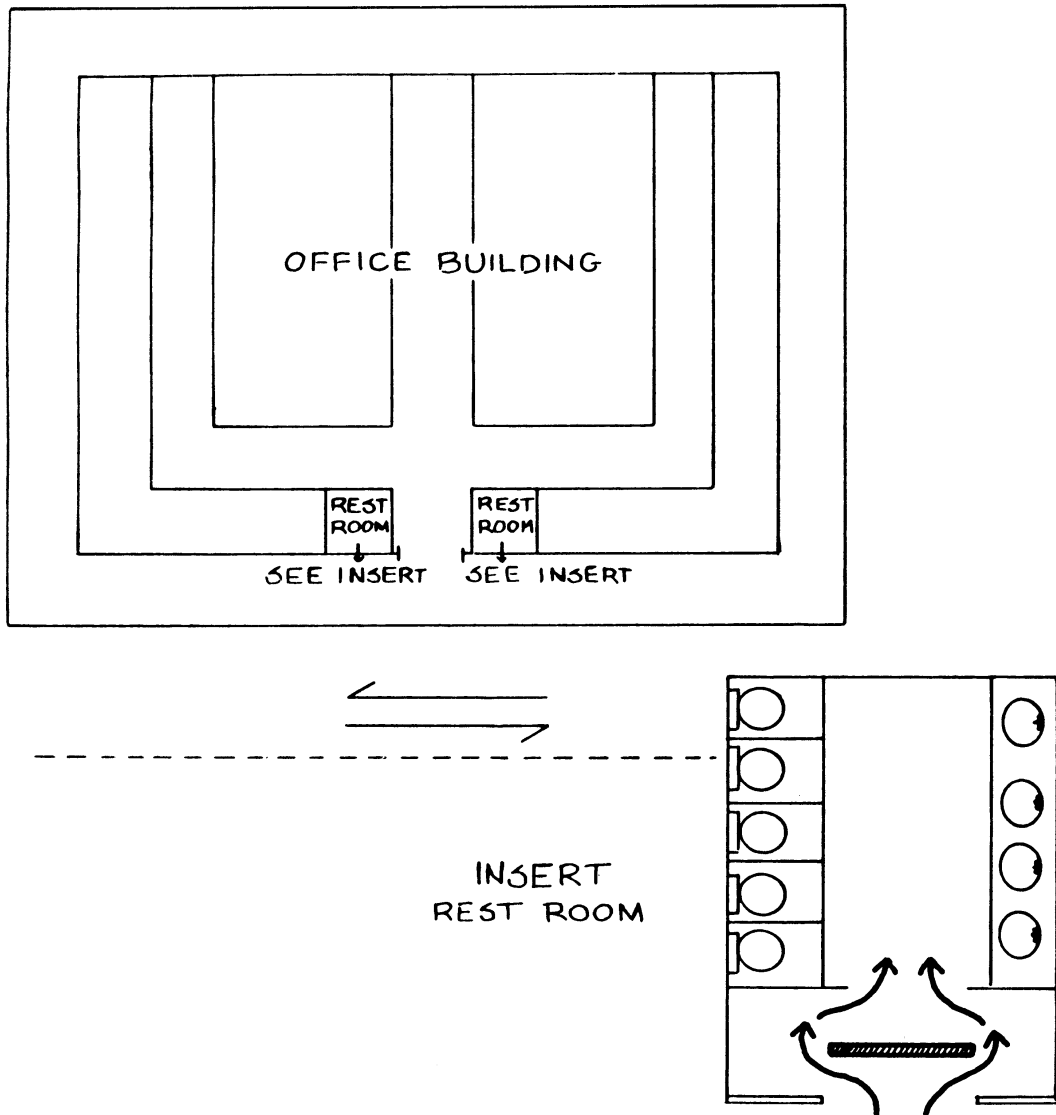 OFFICE BUILDING
REST
ROOM
REST
ROOM
SEE INSERT
SEE INSERT
INSERT
REST ROOM